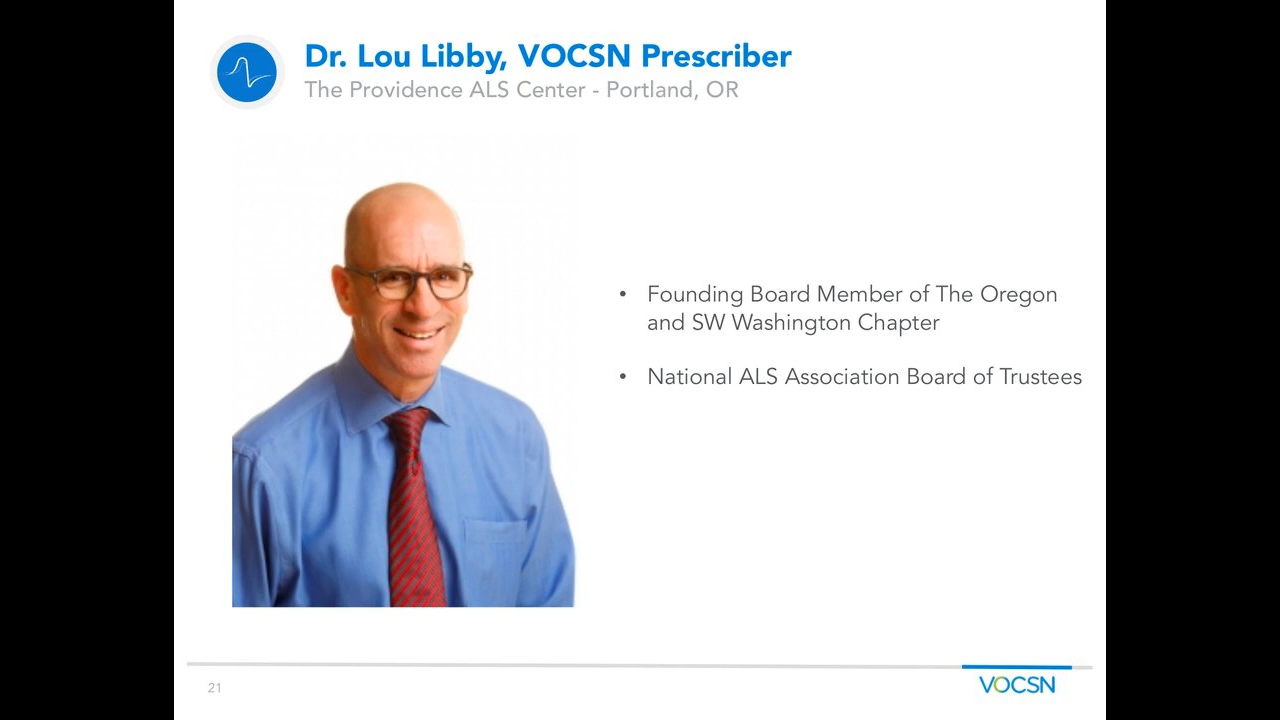 Dr. Lou Libby, VOCSN Prescriber
The Providence ALS Center - Portland, OR
• Founding Board Member of The Oregon
and SW Washington Chapter
• National ALS Association Board of Trustees
21
VOCSN